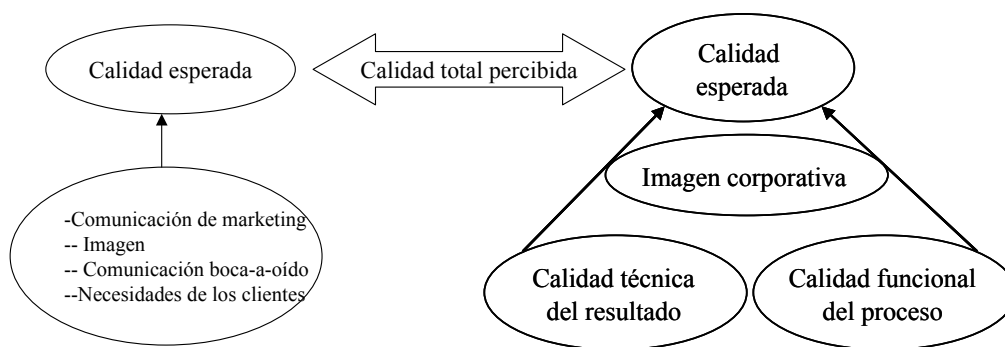 Calidad esperada
Calidad total percibida
Calidad
esperada
-Comunicación de marketing
-- Imagen
-- Comunicación boca-a-oído
--Necesidades de los clientes
Imagen corporativa
Calidad técnica
del resultado
Calidad funcional
del proceso